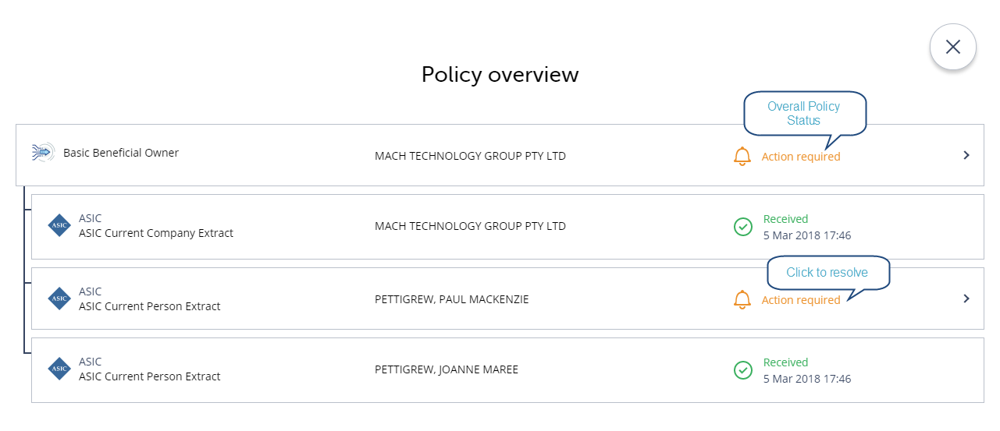 Policy overview
Overall Policy
Status
Basic Beneficial Owner
MACH TECHNOLOGY GROUP PTY LTD
Action required
ASIC
ASIC
ASIC Current Company Extract
MACH TECHNOLOGY GROUP PTY LTD
Received
5 Mar 2018 17:46
Click to resolve
ASIC
ASIC
ASIC Current Person Extract
PETTIGREW, PAUL MACKENZIE
Action required
ASIC
ASIC
ASIC Current Person Extract
PETTIGREW, JOANNE MAREE
Received
5 Mar 2018 17:46